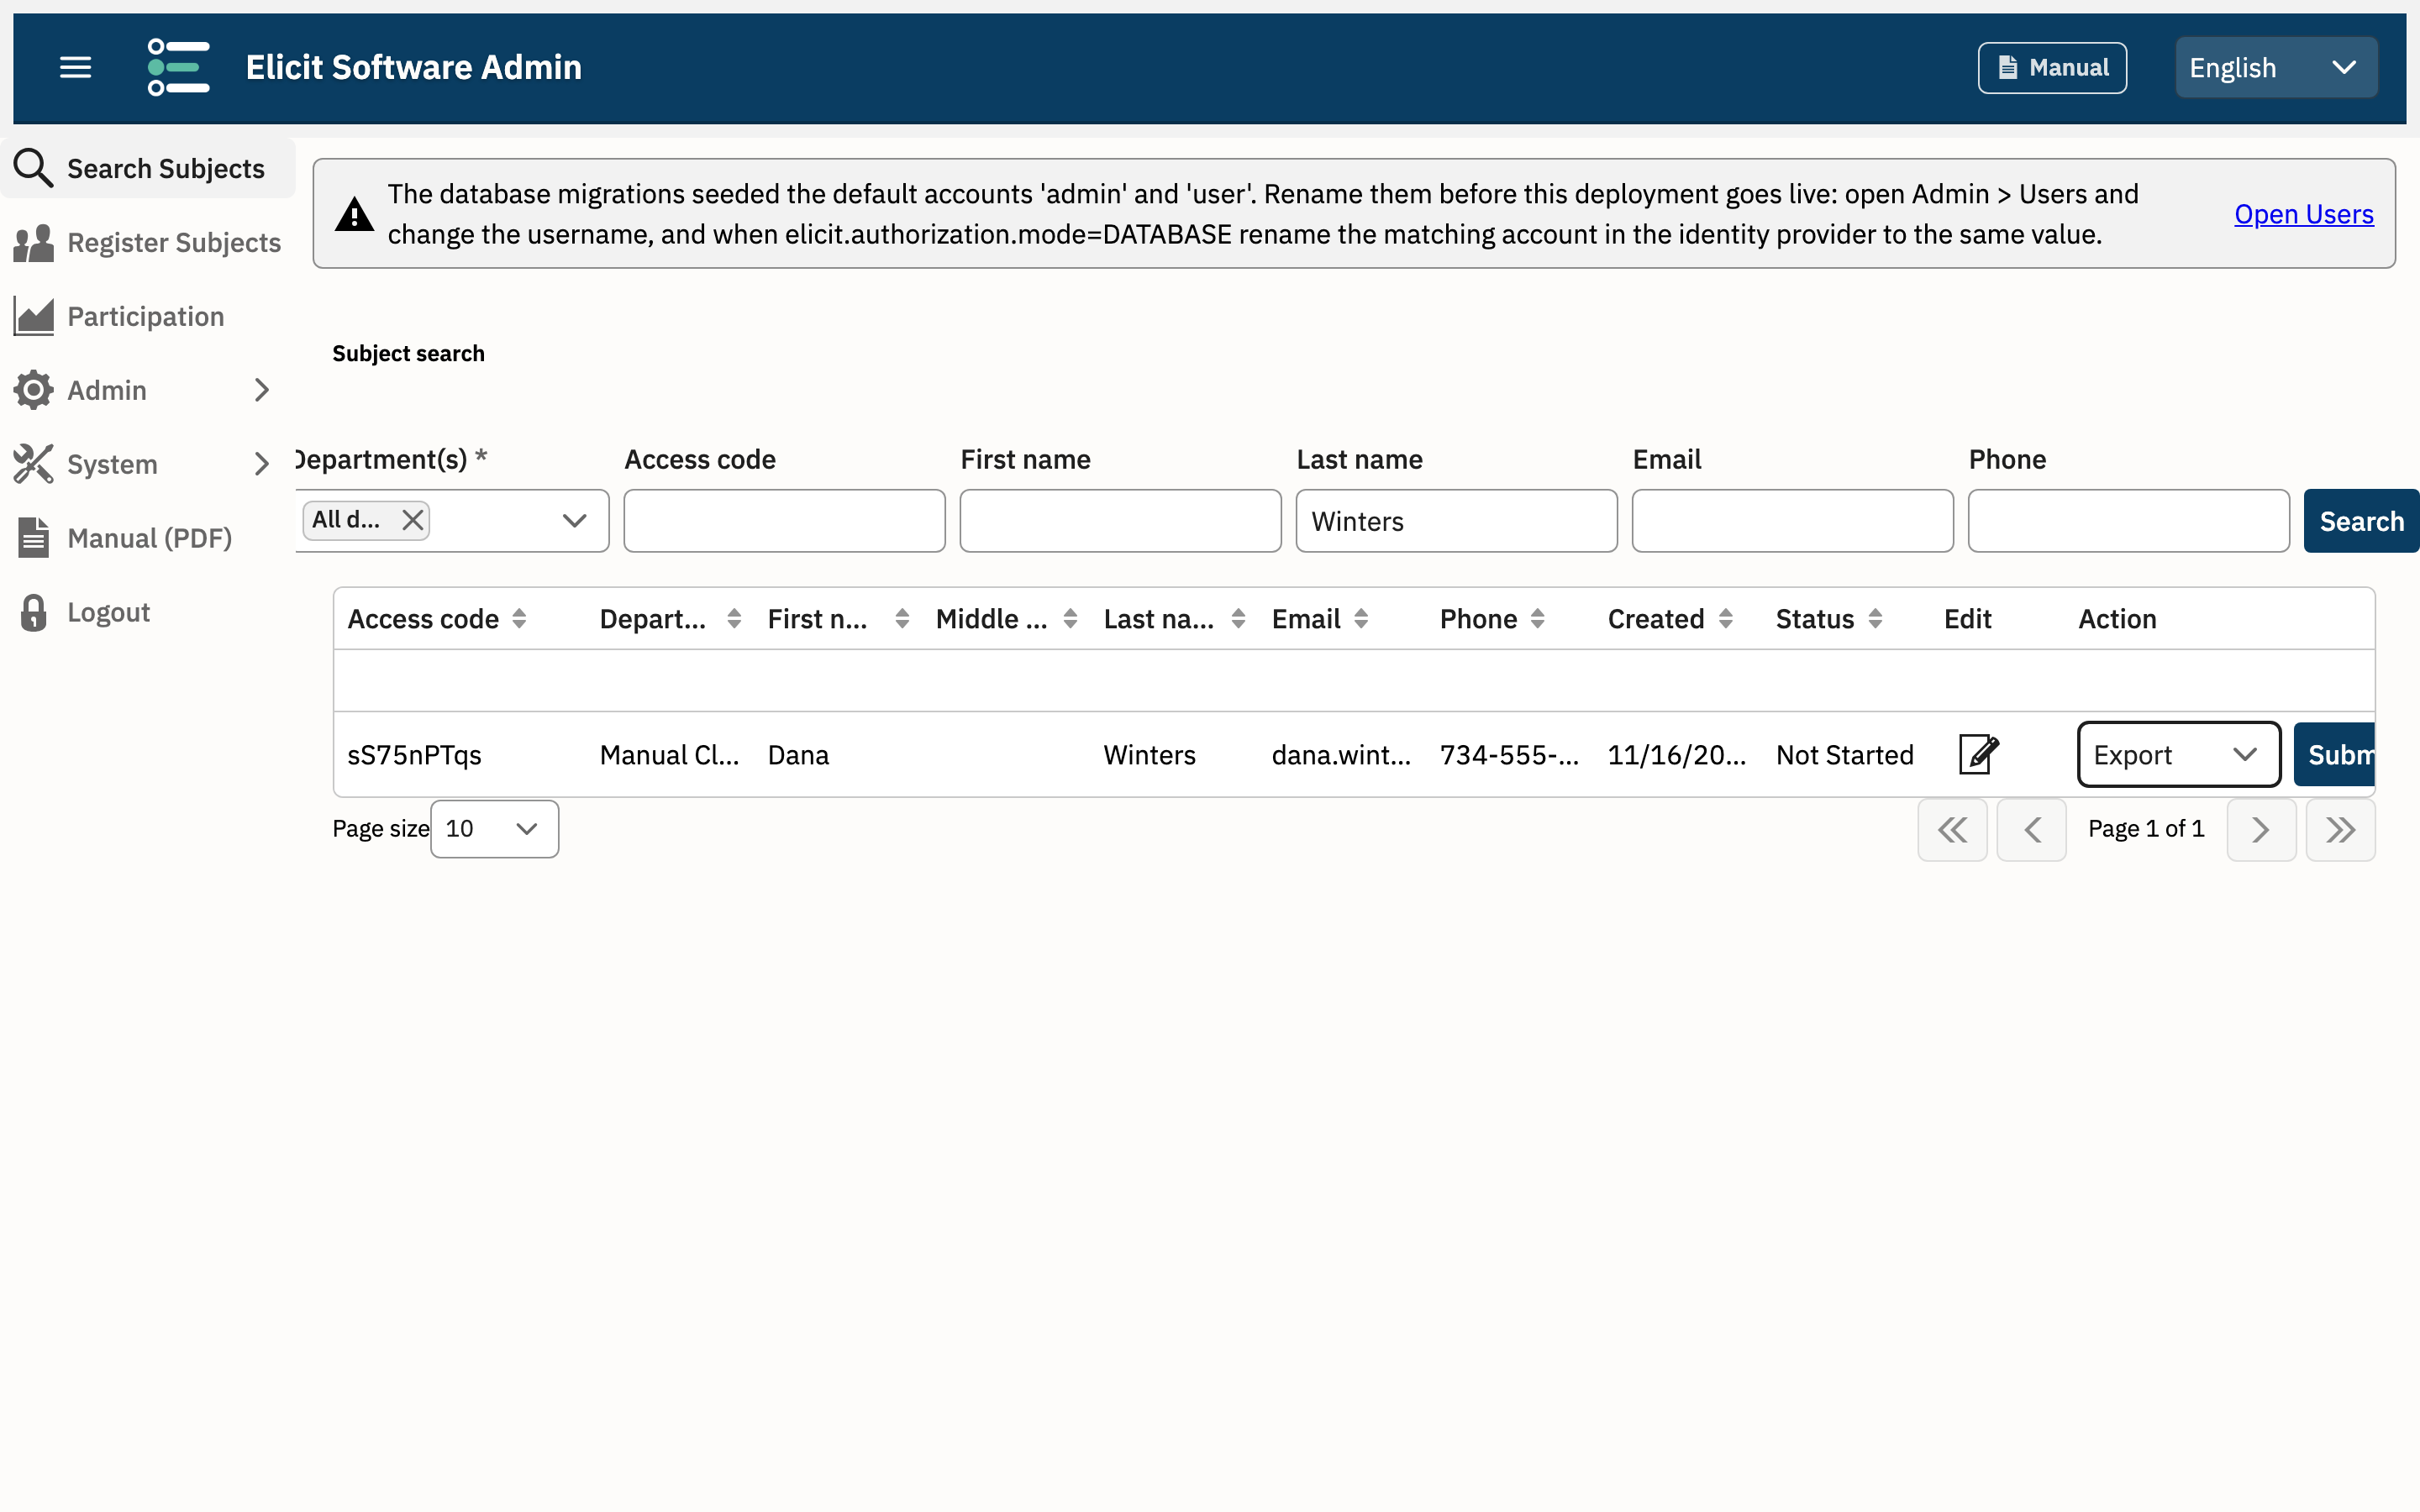 Elicit Software Admin
Manual
English
Search Subjects
Register Subjects
Participation
Admin
System
Manual (PDF)
Logout
The database migrations seeded the default accounts 'admin' and 'user'. Rename them before this deployment goes live: open Admin > Users and
change the username, and when elicit.authorization.mode=DATABASE rename the matching account in the identity provider to the same value.
Open Users
Subject search
Department(s) * Access code First name Last name Email Phone
All d... Winters Search
Access code Depart... First n... Middle ... Last na... Email Phone Created Status Edit Action
sS75nPTqs Manual Cl... Dana Winters dana.wint... 734-555-... 11/16/20... Not Started Export Subm
Page size 10 Page 1 of 1